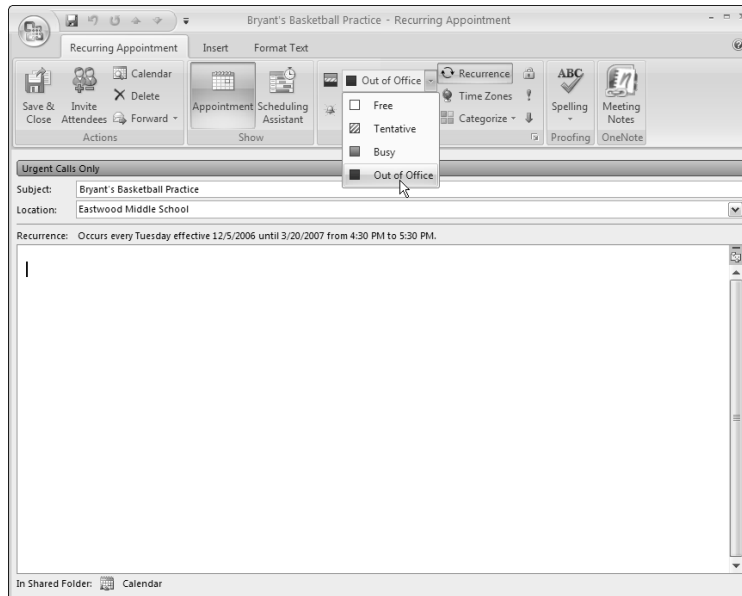 Bryant's Basketball Practice - Recurring Appointment
Recurring Appointment Insert Format Text
Save & Close
Invite Attendees
Calendar
Delete
Forward
Actions
Appointment
Scheduling Assistant
Show
Out of Office
Free
Tentative
Busy
Out of Office
Recurrence
Time Zones
Categorize
ABC
Spelling
Proofing
Meeting Notes
OneNote
Urgent Calls Only
Subject: Bryant's Basketball Practice
Location: Eastwood Middle School
Recurrence: Occurs every Tuesday effective 12/5/2006 until 3/20/2007 from 4:30 PM to 5:30 PM.
In Shared Folder: Calendar